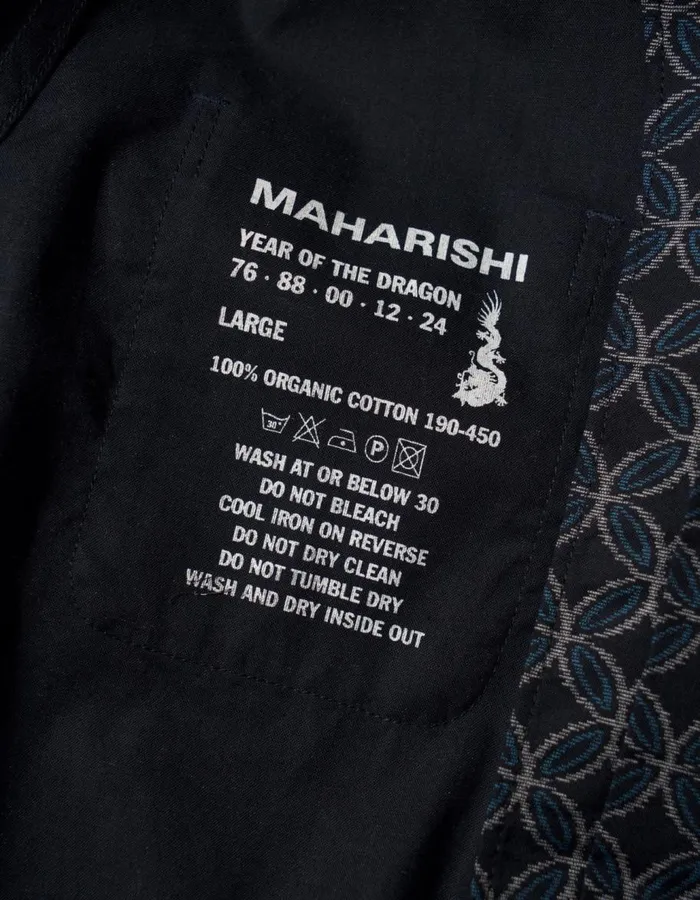 MAHARISHI
YEAR OF THE DRAGON
76 · 88 · 00 · 12 · 24
LARGE
100% ORGANIC COTTON 190-450
30°
P
WASH AT OR BELOW 30
DO NOT BLEACH
COOL IRON ON REVERSE
DO NOT DRY CLEAN
DO NOT TUMBLE DRY
WASH AND DRY INSIDE OUT